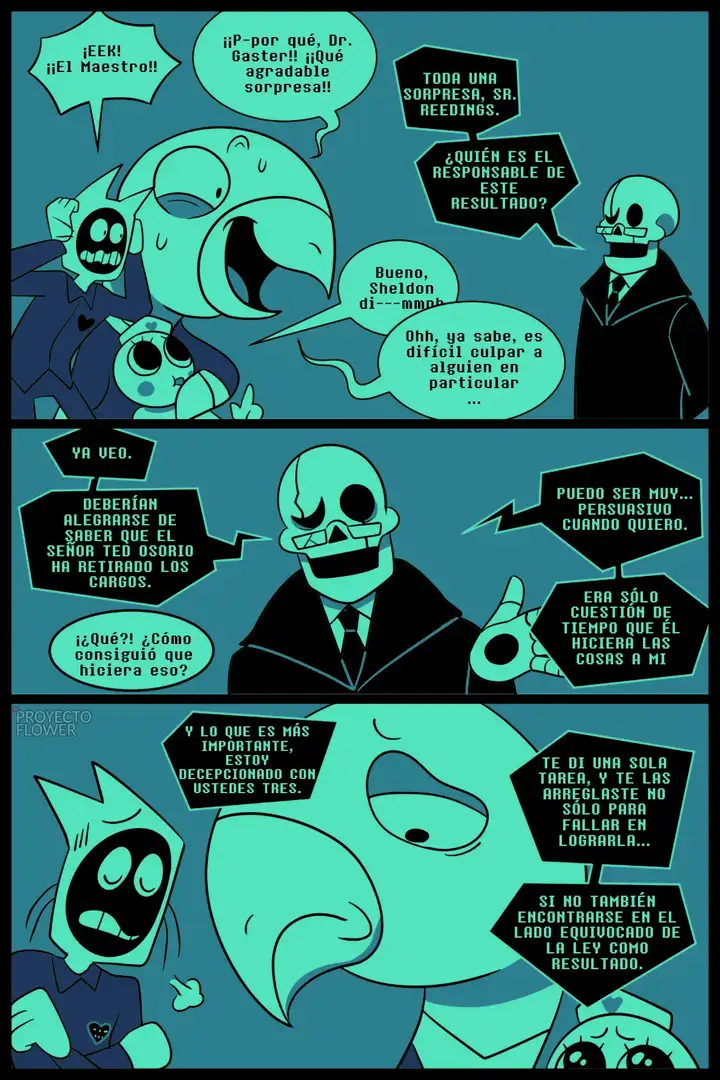 ¡EEK!
¡¡El Maestro!!
¡¡P-por qué, Dr.
Gaster!! ¡¡Qué
agradable
sorpresa!!
TODA UNA
SORPRESA, SR.
REEDINGS.
¿QUIÉN ES EL
RESPONSABLE DE
ESTE
RESULTADO?
Bueno,
Sheldon
di---mmph
Ohh, ya sabe, es
difícil culpar a
alguien en
particular
...
YA VEO.
DEBERÍAN
ALEGRARSE DE
SABER QUE EL
SEÑOR TED OSORIO
HA RETIRADO LOS
CARGOS.
¡¿Qué?! ¿Cómo
consiguió que
hiciera eso?
PUEDO SER MUY...
PERSUASIVO
CUANDO QUIERO.
ERA SÓLO
CUESTIÓN DE
TIEMPO QUE ÉL
HICIERA LAS
COSAS A MI
PROYECTO
FLOWER
Y LO QUE ES MÁS
IMPORTANTE,
ESTOY
DECEPCIONADO CON
USTEDES TRES.
TE DI UNA SOLA
TAREA, Y TE LAS
ARREGLASTE NO
SÓLO PARA
FALLAR EN
LOGRARLA...
SI NO TAMBIÉN
ENCONTRARSE EN EL
LADO EQUIVOCADO DE
LA LEY COMO
RESULTADO.